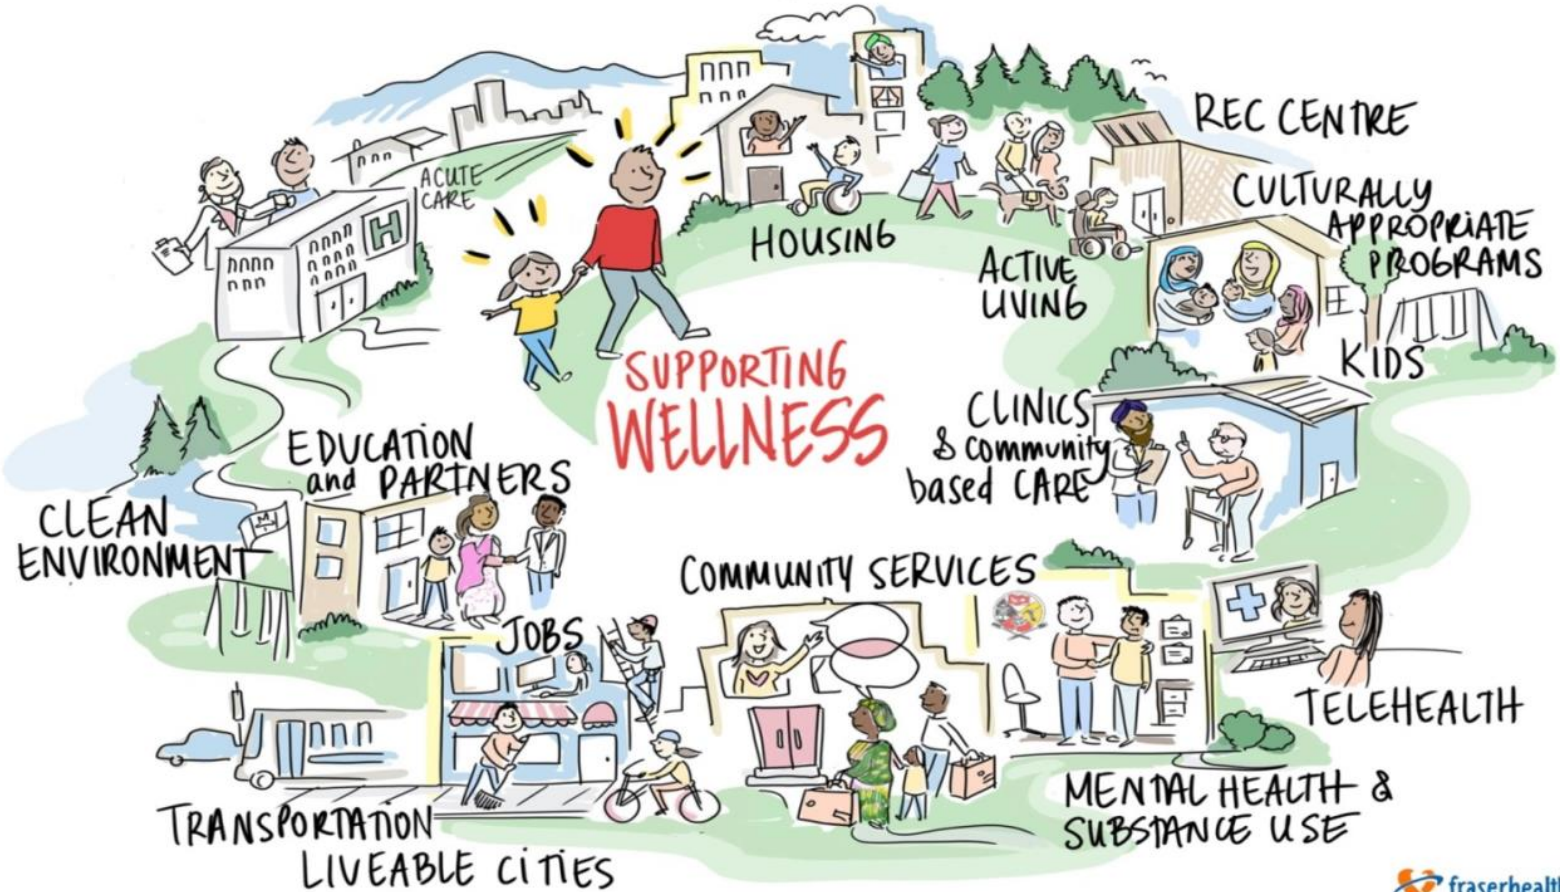 SUPPORTING
WELLNESS
ACUTE
CARE
H
HOUSING
ACTIVE
LIVING
REC CENTRE
CULTURALLY
APPROPRIATE
PROGRAMS
KIDS
CLINICS
& community
based CARE
TELEHEALTH
MENTAL HEALTH &
SUBSTANCE USE
COMMUNITY SERVICES
JOBS
TRANSPORTATION
LIVEABLE CITIES
EDUCATION
and PARTNERS
CLEAN
ENVIRONMENT
fraserhealth